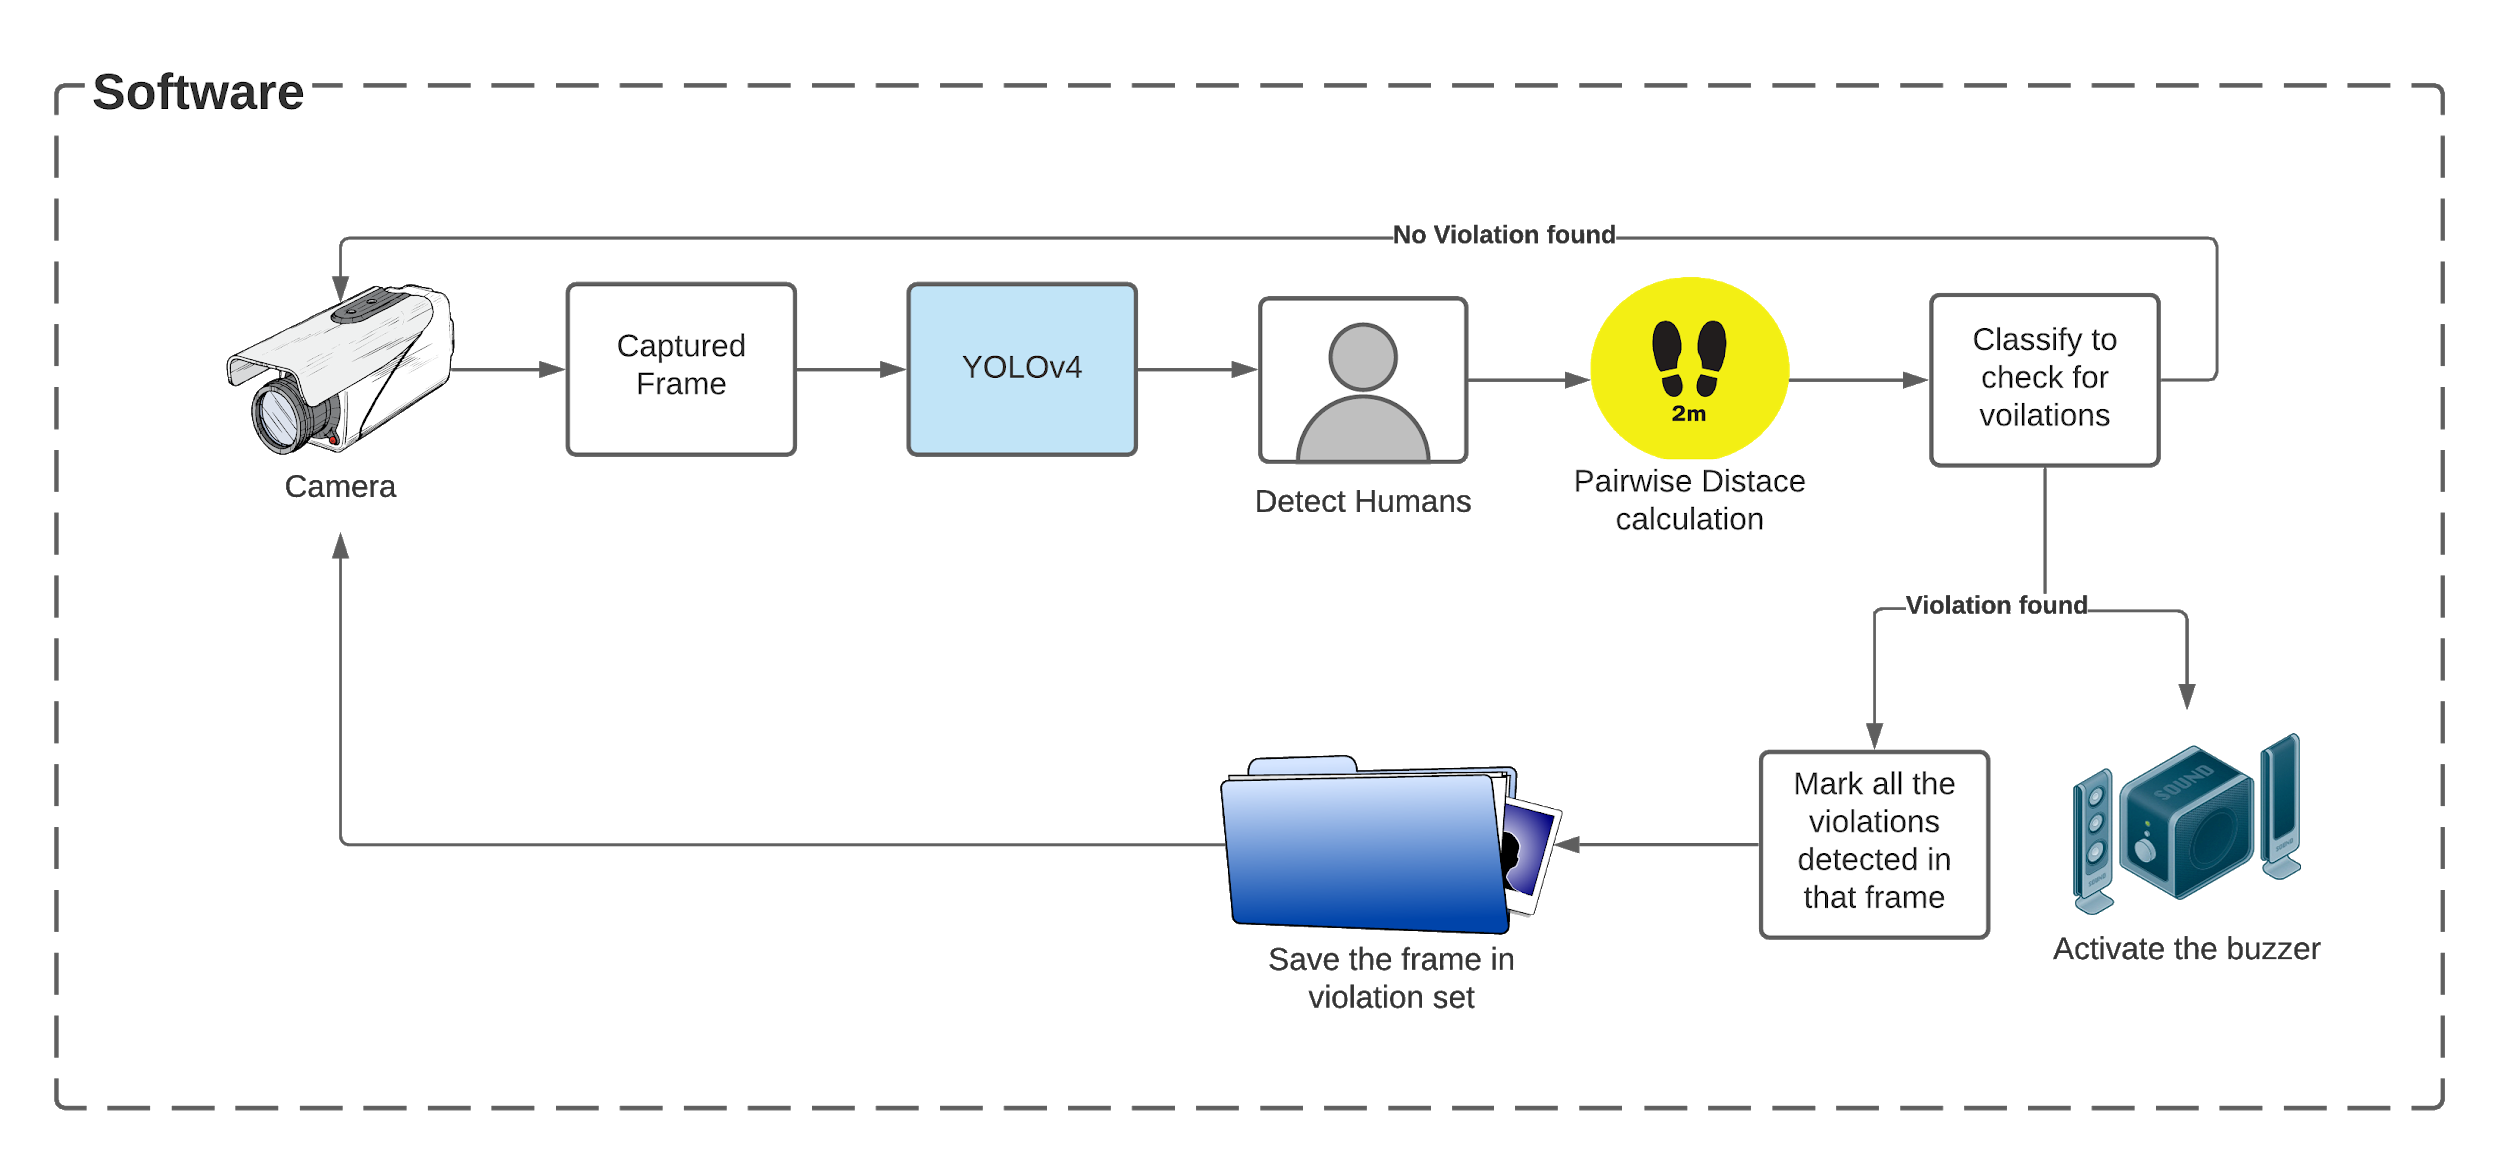 Software
No Violation found
Captured
Frame
YOLOv4
2m
Classify to
check for
voilations
Camera
Detect Humans
Pairwise Distace
calculation
Violation found
Mark all the
violations
detected in
that frame
SOUND
SOUND
SOUND
Activate the buzzer
Save the frame in
violation set